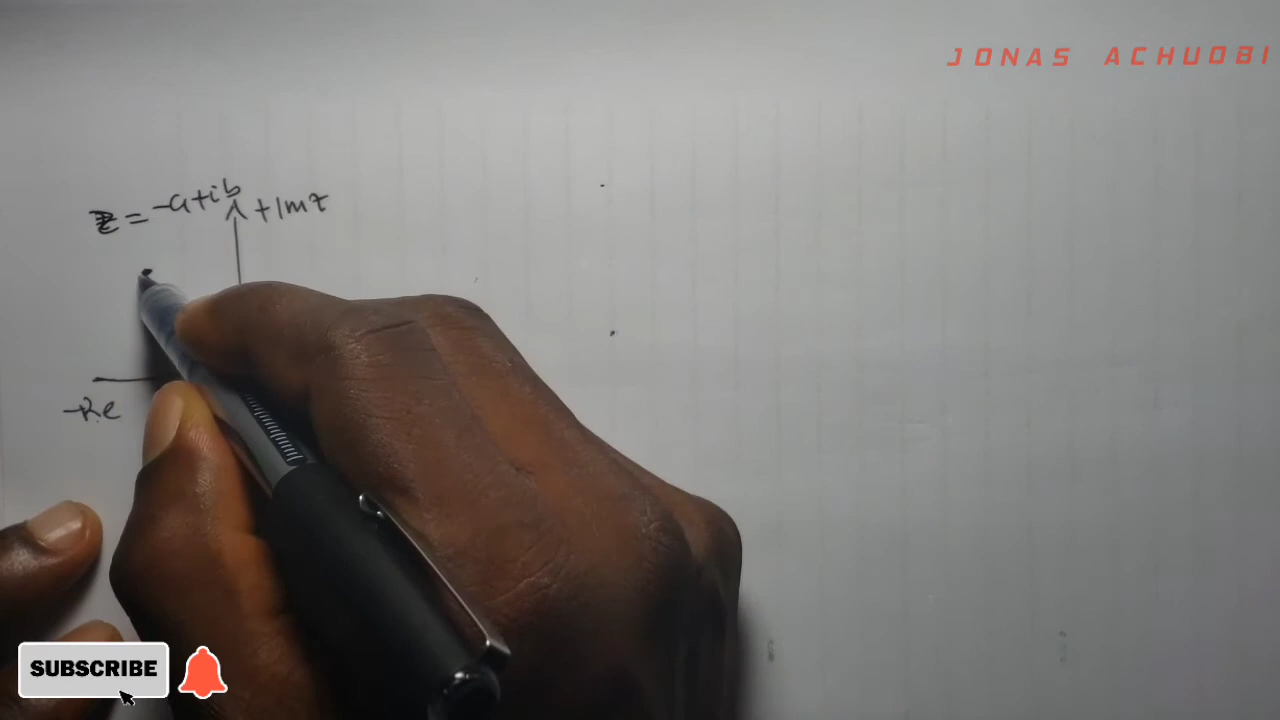 JONAS ACHUOBI
z = -a+ib
+Imz
-Re
SUBSCRIBE